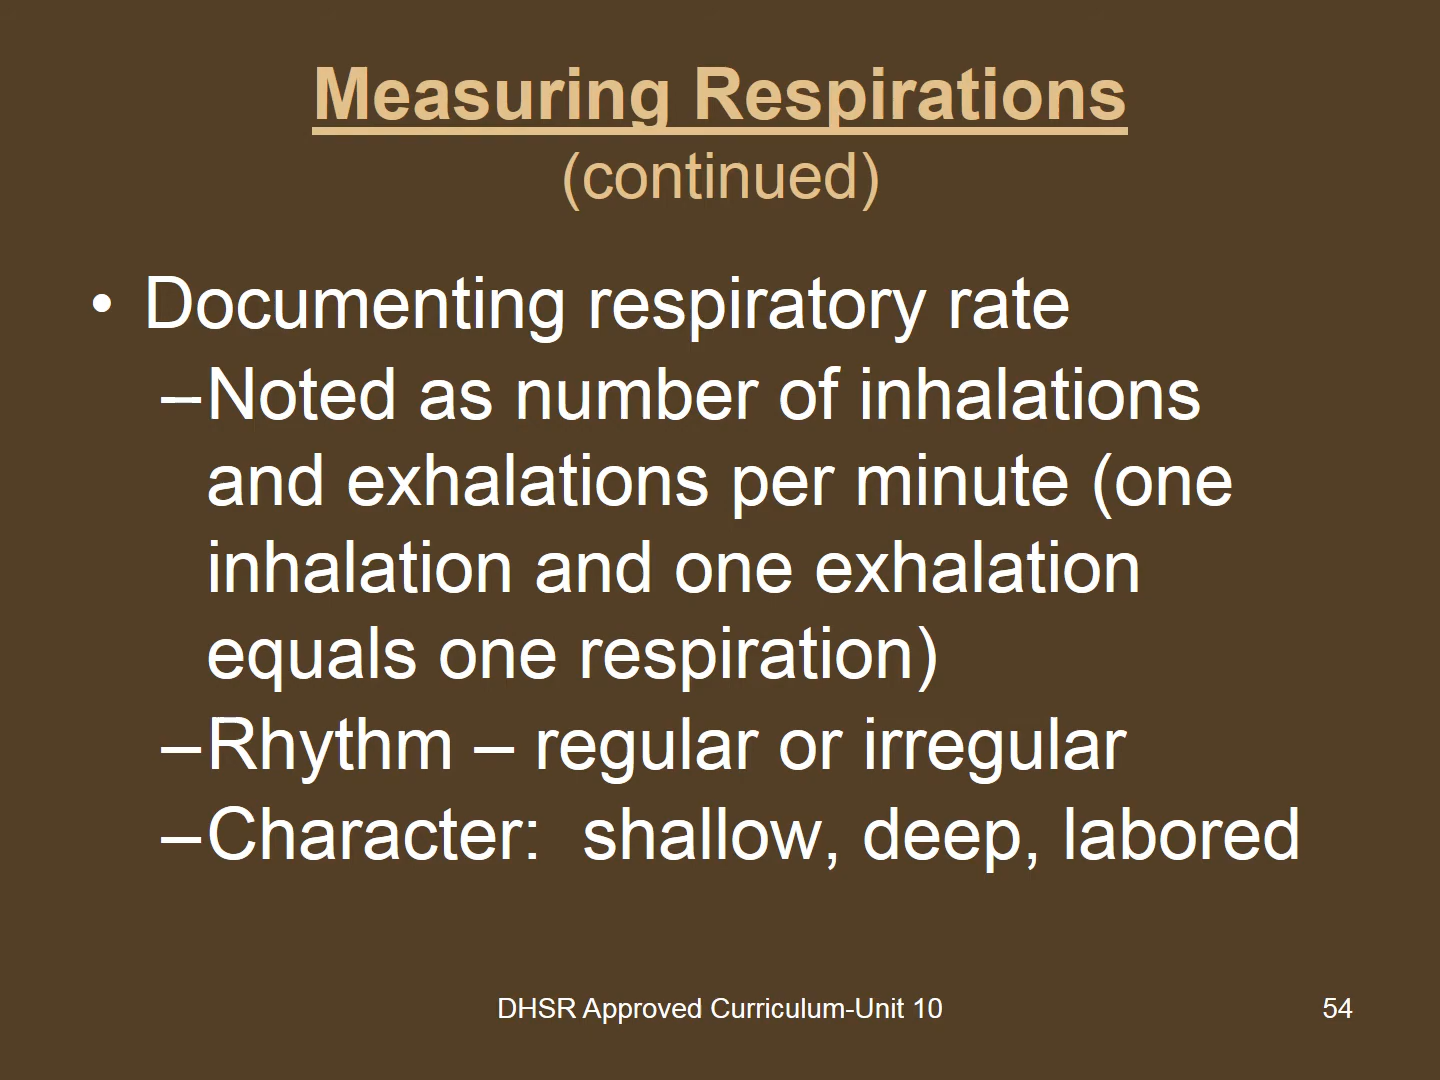 Measuring Respirations
(continued)
• Documenting respiratory rate
–Noted as number of inhalations
and exhalations per minute (one
inhalation and one exhalation
equals one respiration)
–Rhythm – regular or irregular
–Character:  shallow, deep, labored
DHSR Approved Curriculum-Unit 10
54